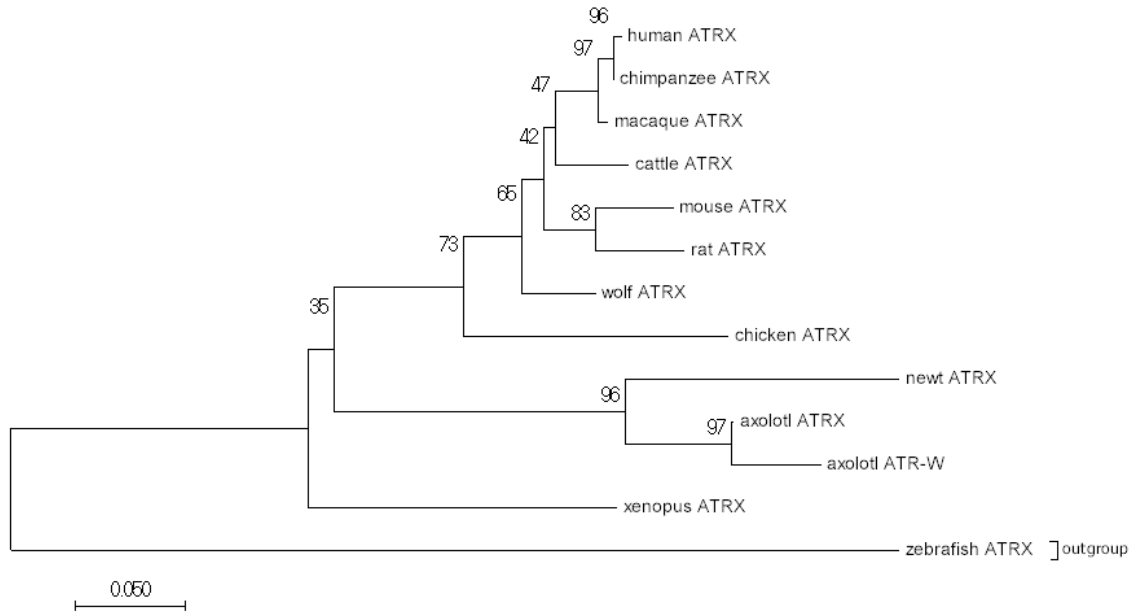 96
human ATRX
97
chimpanzee ATRX
47
macaque ATRX
42
cattle ATRX
65
83
mouse ATRX
73
rat ATRX
wolf ATRX
35
chicken ATRX
newt ATRX
96
97
axolotl ATRX
axolotl ATR-W
xenopus ATRX
zebrafish ATRX ] outgroup
0.050